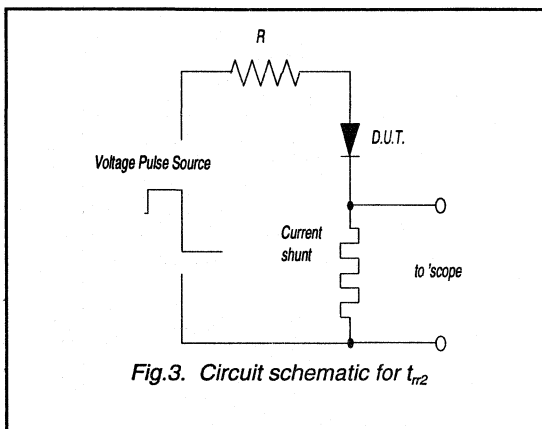 R
D.U.T.
Voltage Pulse Source
Current
shunt
to 'scope
Fig.3. Circuit schematic for trr2